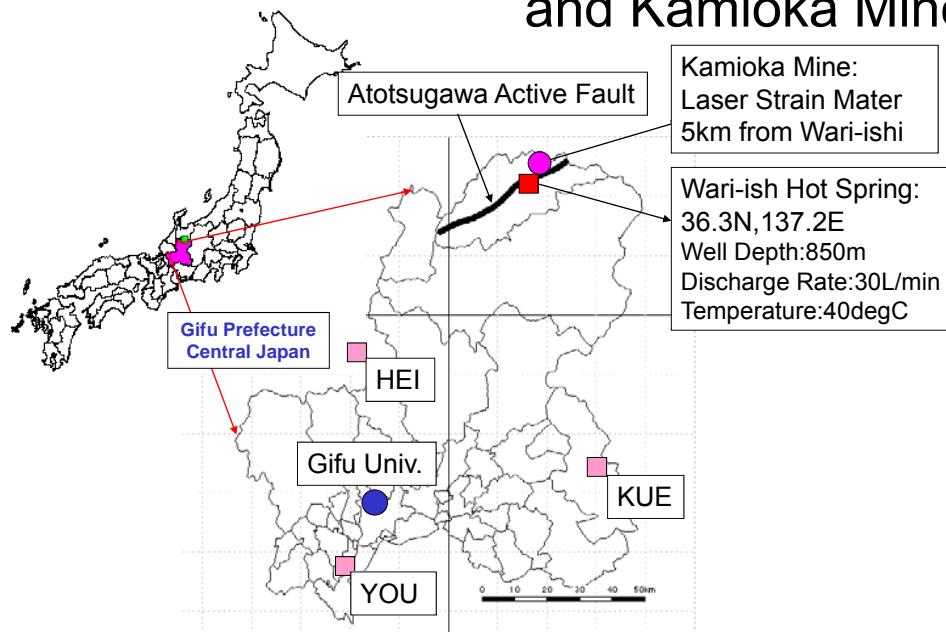 and Kamioka Mine
Atotsugawa Active Fault
Kamioka Mine:
Laser Strain Mater
5km from Wari-ishi
Wari-ish Hot Spring:
36.3N,137.2E
Well Depth:850m
Discharge Rate:30L/min
Temperature:40degC
Gifu Prefecture
Central Japan
HEI
Gifu Univ.
KUE
YOU
0 10 20 30 40 50km